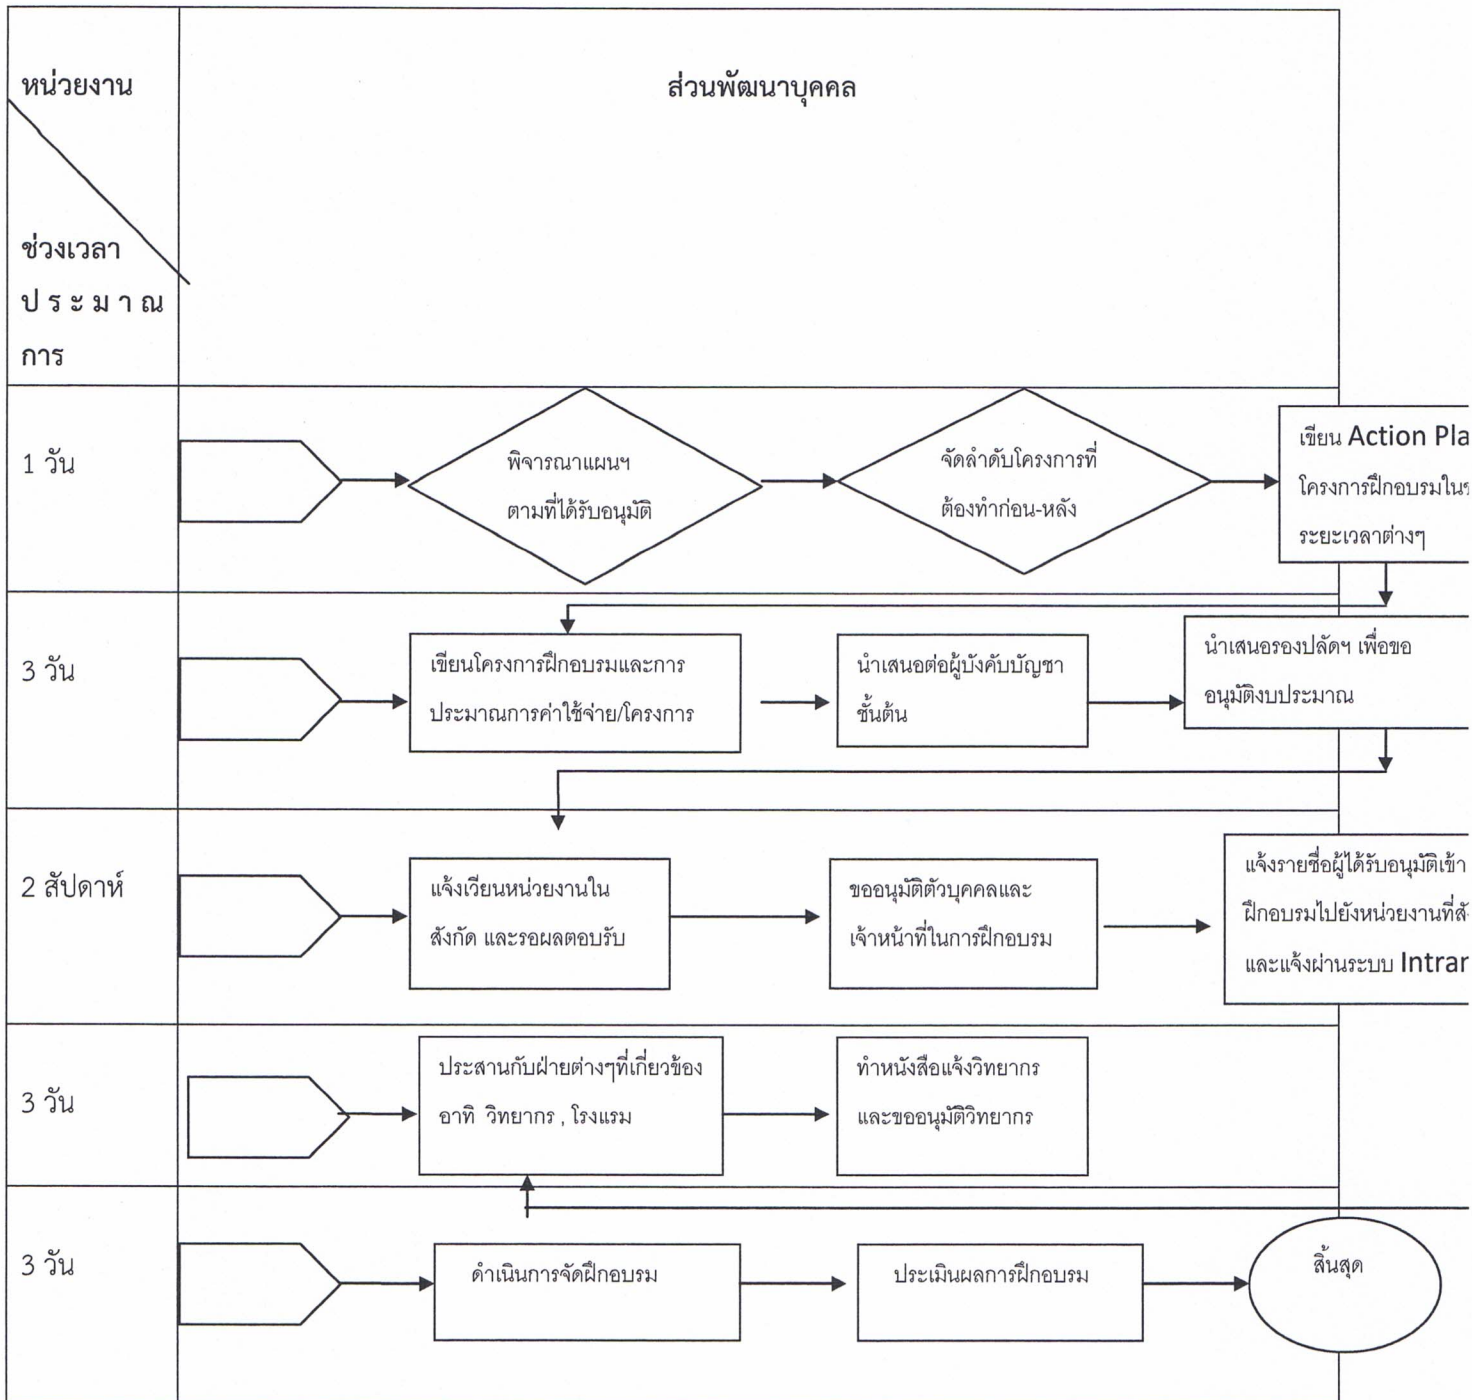 หน่วยงาน
ส่วนพัฒนาบุคคล
ช่วงเวลา
ป ร ะ ม า ณ
การ
1 วัน
พิจารณาแผนฯ
ตามที่ได้รับอนุมัติ
จัดลำดับโครงการที่
ต้องทำก่อน-หลัง
เขียน Action Pla
โครงการฝึกอบรมใน
ระยะเวลาต่างๆ
3 วัน
เขียนโครงการฝึกอบรมและการ
ประมาณการค่าใช้จ่าย/โครงการ
นำเสนอต่อผู้บังคับบัญชา
ชั้นต้น
นำเสนอรองปลัดฯ เพื่อขอ
อนุมัติงบประมาณ
2 สัปดาห์
แจ้งเวียนหน่วยงานใน
สังกัด และรอผลตอบรับ
ขออนุมัติตัวบุคคลและ
เจ้าหน้าที่ในการฝึกอบรม
แจ้งรายชื่อผู้ได้รับอนุมัติเข้า
ฝึกอบรมไปยังหน่วยงานที่สั
และแจ้งผ่านระบบ Intrar
3 วัน
ประสานกับฝ่ายต่างๆที่เกี่ยวข้อง
อาทิ วิทยากร , โรงแรม
ทำหนังสือแจ้งวิทยากร
และขออนุมัติวิทยากร
3 วัน
ดำเนินการจัดฝึกอบรม
ประเมินผลการฝึกอบรม
สิ้นสุด